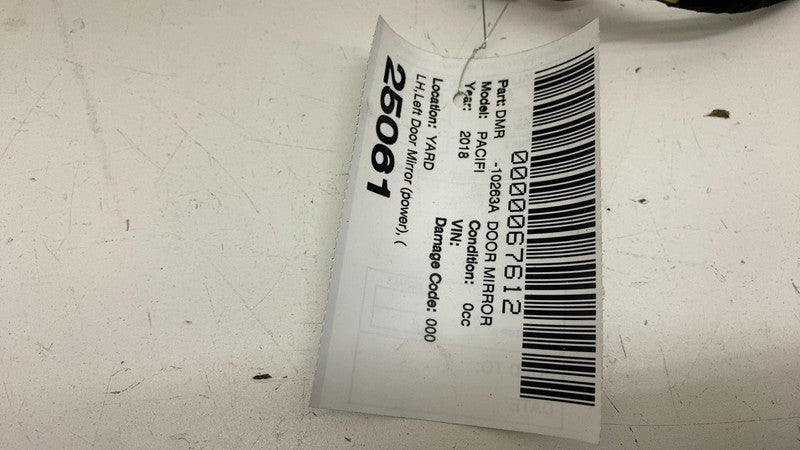 0000067612
Part: DMR -10263A DOOR MIRROR
Model: PACIFI Condition: 0cc
Year: 2018 VIN:
Damage Code: 000
Location: YARD
LH,Left Door Mirror (power), (
25061